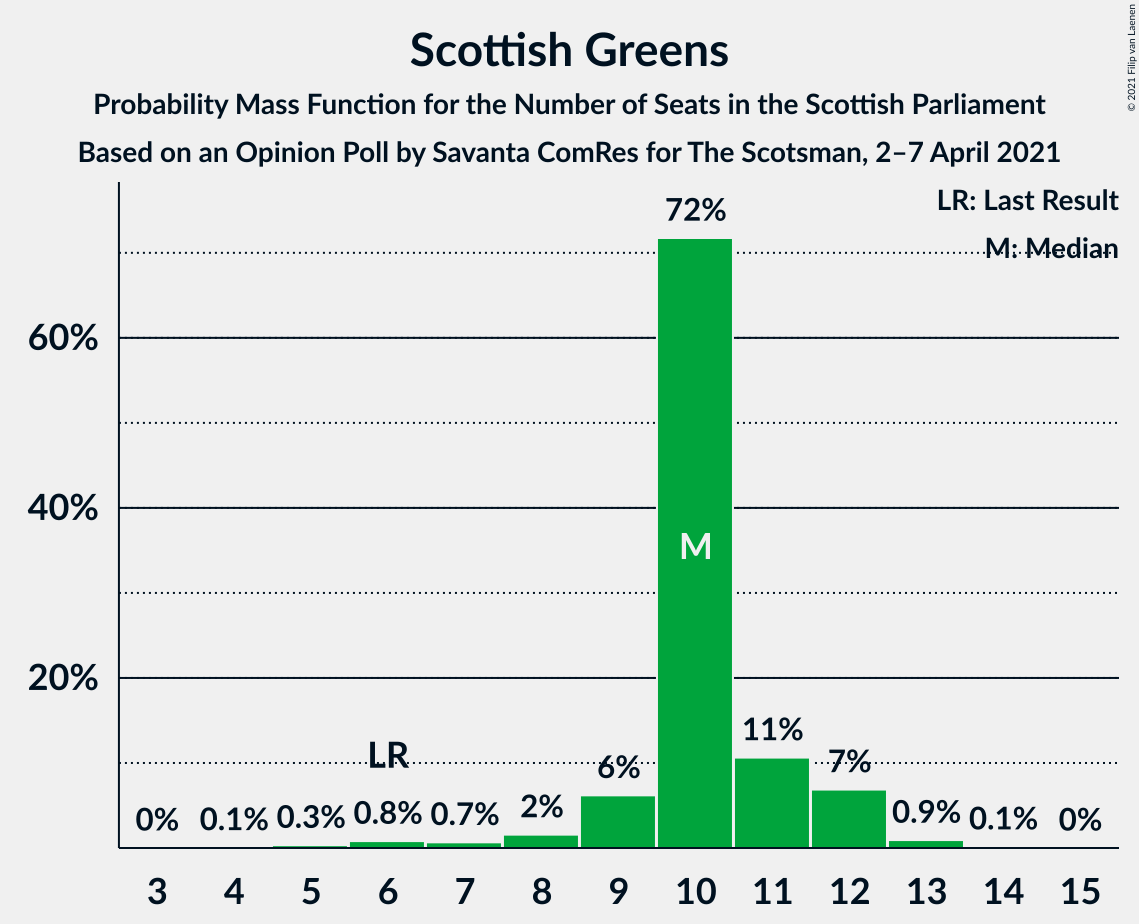 Scottish Greens
Probability Mass Function for the Number of Seats in the Scottish Parliament
Based on an Opinion Poll by Savanta ComRes for The Scotsman, 2–7 April 2021
© 2021 Filip van Laenen
LR: Last Result
M: Median
72%
60%
40%
M
20%
11%
LR
6%
7%
0%
0.1%
0.3%
0.8%
0.7%
2%
0.9%
0.1%
0%
3 4 5 6 7 8 9 10 11 12 13 14 15